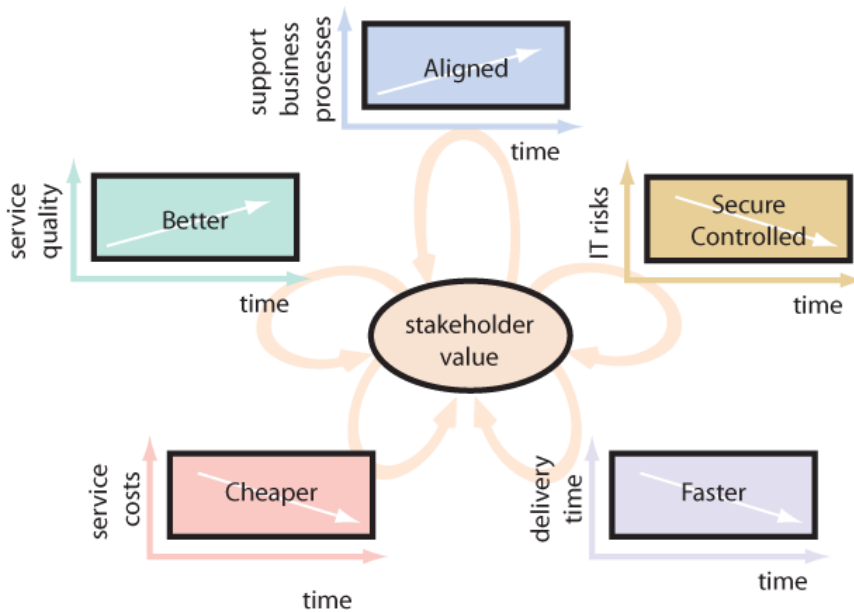 support
business
processes
Aligned
time
service
quality
Better
time
IT risks
Secure
Controlled
time
stakeholder
value
service
costs
Cheaper
time
delivery
time
Faster
time